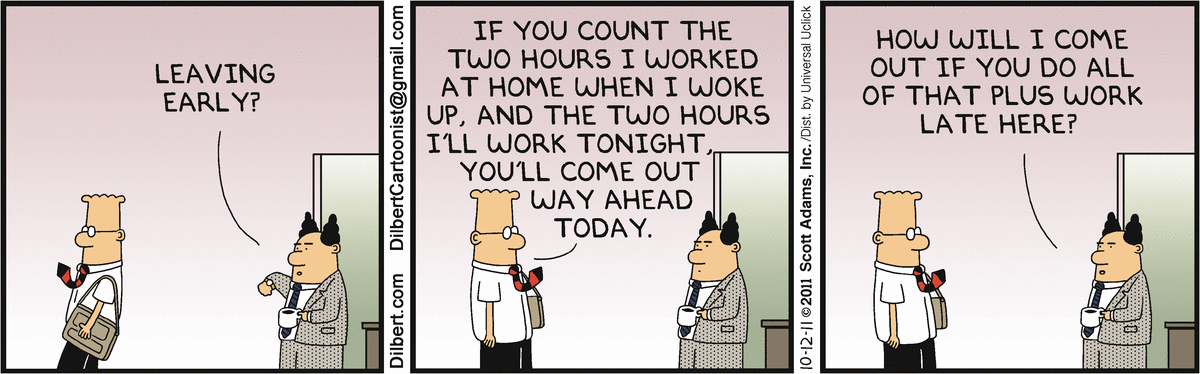 LEAVING
EARLY?
Dilbert.com DilbertCartoonist@gmail.com
IF YOU COUNT THE
TWO HOURS I WORKED
AT HOME WHEN I WOKE
UP, AND THE TWO HOURS
I'LL WORK TONIGHT,
YOU'LL COME OUT
WAY AHEAD
TODAY.
10-12-11 ©2011 Scott Adams, Inc. /Dist. by Universal Uclick
HOW WILL I COME
OUT IF YOU DO ALL
OF THAT PLUS WORK
LATE HERE?